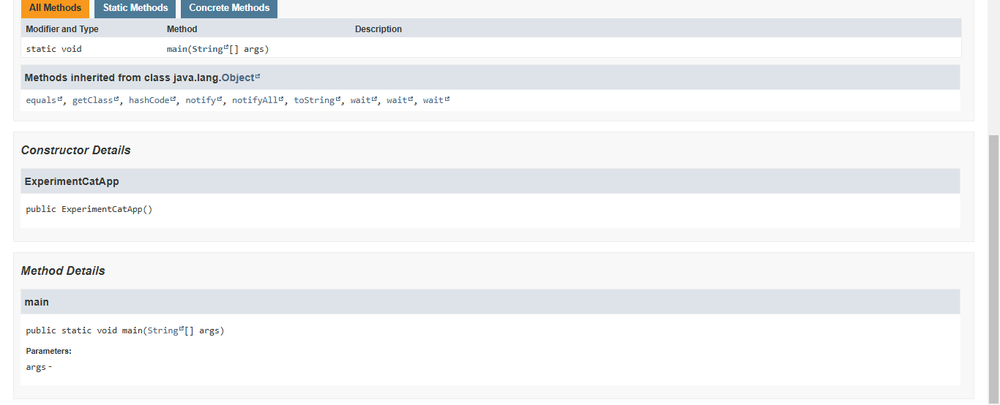 All Methods Static Methods Concrete Methods
Modifier and Type Method Description
static void main(String[] args)
Methods inherited from class java.lang.Object
equals, getClass, hashCode, notify, notifyAll, toString, wait, wait, wait
Constructor Details
ExperimentCatApp
public ExperimentCatApp()
Method Details
main
public static void main(String[] args)
Parameters:
args -